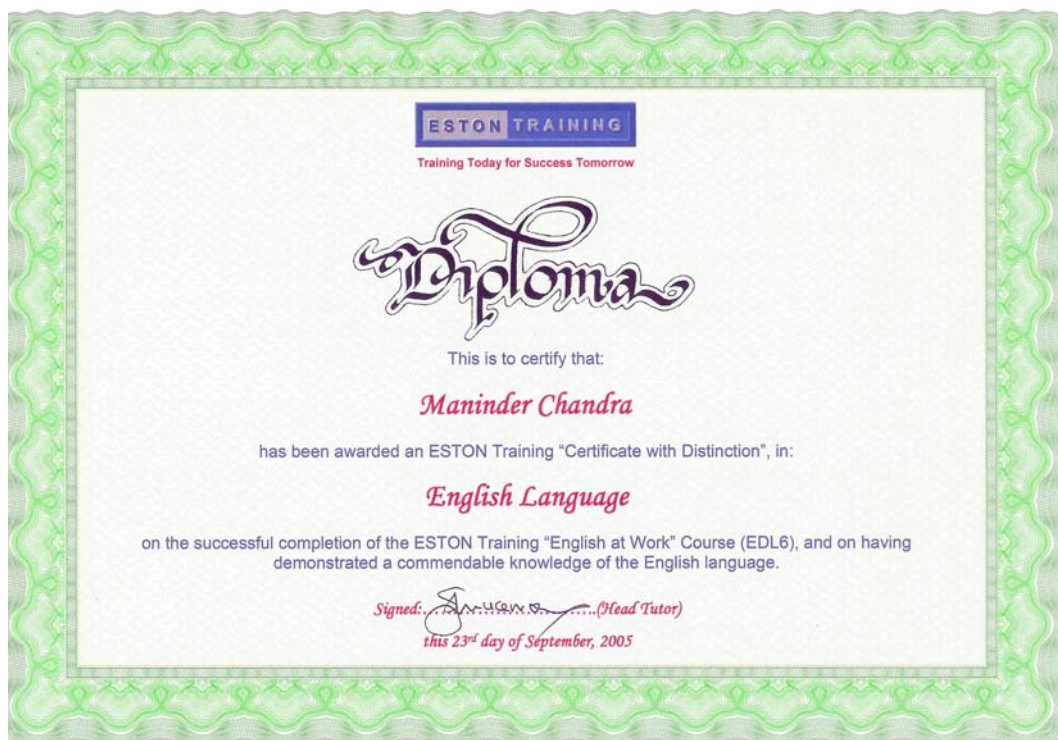 ESTON TRAINING
Training Today for Success Tomorrow
Diploma
This is to certify that:
Maninder Chandra
has been awarded an ESTON Training “Certificate with Distinction”, in:
English Language
on the successful completion of the ESTON Training “English at Work” Course (EDL6), and on having
demonstrated a commendable knowledge of the English language.
Signed:...................(Head Tutor)
this 23rd day of September, 2005